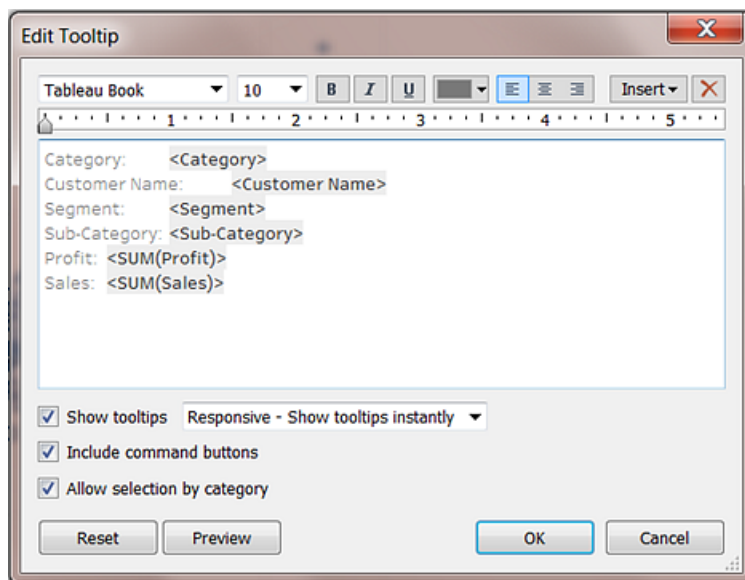 Edit Tooltip
Tableau Book 10 B I U Insert
1 2 3 4 5
Category: <Category>
Customer Name: <Customer Name>
Segment: <Segment>
Sub-Category: <Sub-Category>
Profit: <SUM(Profit)>
Sales: <SUM(Sales)>
Show tooltips Responsive - Show tooltips instantly
Include command buttons
Allow selection by category
Reset Preview OK Cancel